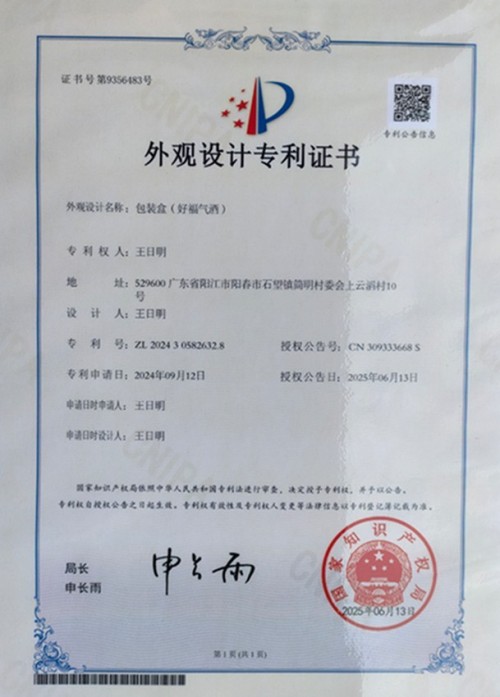 证书号第9356483号
专利公告信息
外观设计专利证书
外观设计名称：包装盒（好福气酒）
专利权人：王日明
地址：529600 广东省阳江市阳春市石望镇简明村委会上云滘村10
号
设计人：王日明
专利号：ZL 2024 3 0582632.8 授权公告号：CN 309333668 S
专利申请日：2024年09月12日 授权公告日：2025年06月13日
申请日时申请人：王日明
申请日时设计人：王日明
国家知识产权局依照中华人民共和国专利法进行审查，决定授予专利权，并予以公告。
专利权自授权公告之日起生效。专利权有效性及专利权人变更等法律信息以专利登记簿记载为准。
局长
申长雨
申长雨
国家知识产权局
2025年06月13日
第1页(共1页)
CNIPA
CNIPA
CNIPA